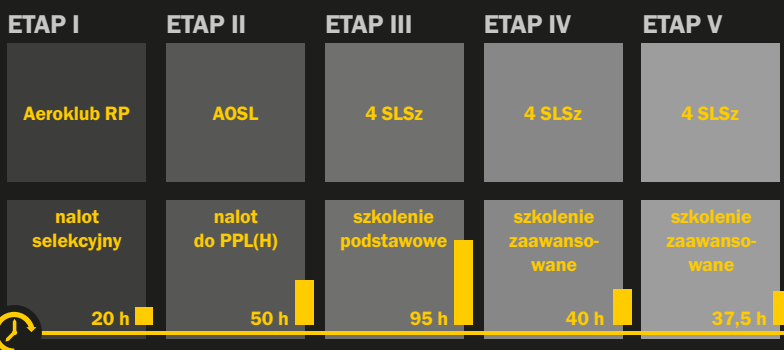 ETAP I
ETAP II
ETAP III
ETAP IV
ETAP V
Aeroklub RP
AOSL
4 SLSz
4 SLSz
4 SLSz
nalot
selekcyjny
20 h
nalot
do PPL(H)
50 h
szkolenie
podstawowe
95 h
szkolenie
zaawanso-
wane
40 h
szkolenie
zaawanso-
wane
37,5 h